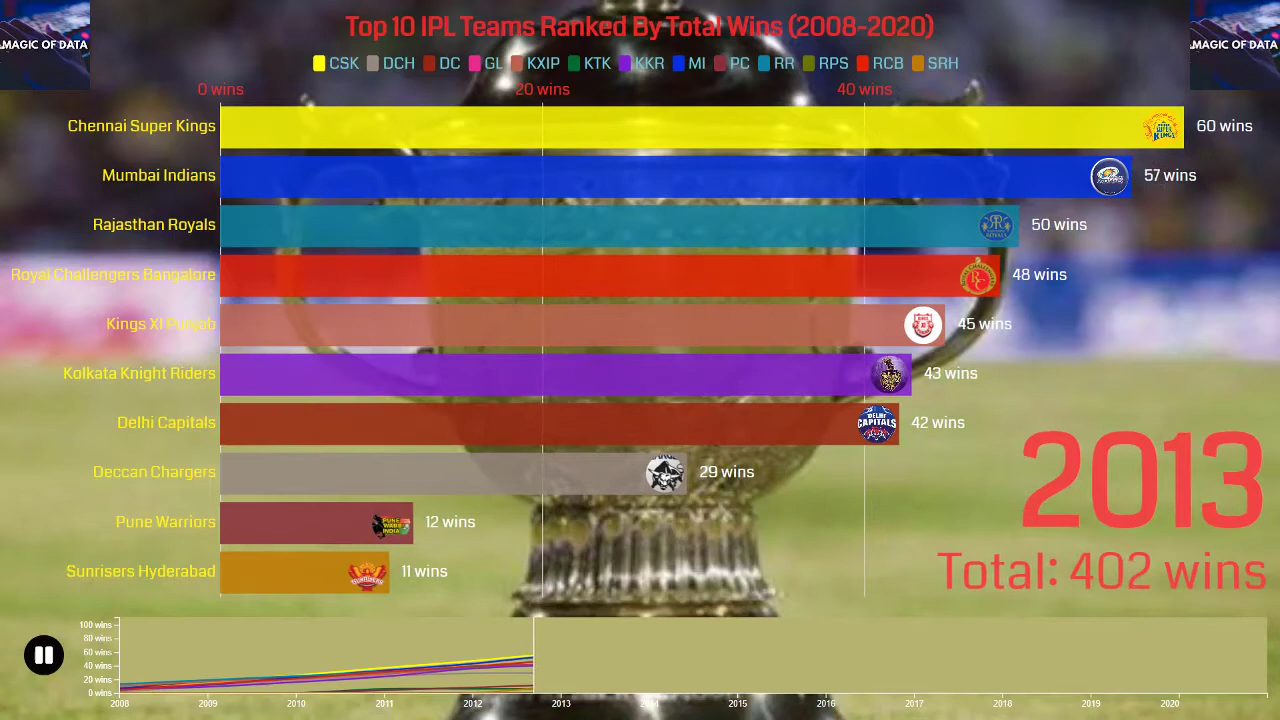 Top 10 IPL Teams Ranked By Total Wins (2008-2020)
MAGIC OF DATA
MAGIC OF DATA
CSK DCH DC GL KXIP KTK KKR MI PC RR RPS RCB SRH
0 wins 20 wins 40 wins
Chennai Super Kings 60 wins
Mumbai Indians 57 wins
Rajasthan Royals 50 wins
Royal Challengers Bangalore 48 wins
Kings XI Punjab 45 wins
Kolkata Knight Riders 43 wins
Delhi Capitals DELHI CAPITALS 42 wins
Deccan Chargers 29 wins
Pune Warriors 12 wins
Sunrisers Hyderabad 11 wins
2013
Total: 402 wins
100 wins
80 wins
60 wins
40 wins
20 wins
0 wins
2008 2009 2010 2011 2012 2013 2014 2015 2016 2017 2018 2019 2020